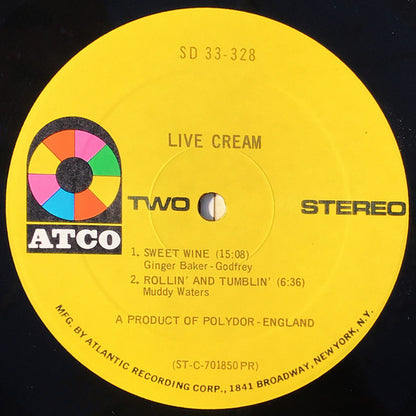 SD 33-328
LIVE CREAM
ATCO
TWO
STEREO
1. SWEET WINE (15:08)
Ginger Baker - Godfrey
2. ROLLIN' AND TUMBLIN' (6:36)
Muddy Waters
A PRODUCT OF POLYDOR - ENGLAND
(ST-C-701850 PR)
MFG. BY ATLANTIC RECORDING CORP., 1841 BROADWAY, NEW YORK, N.Y.